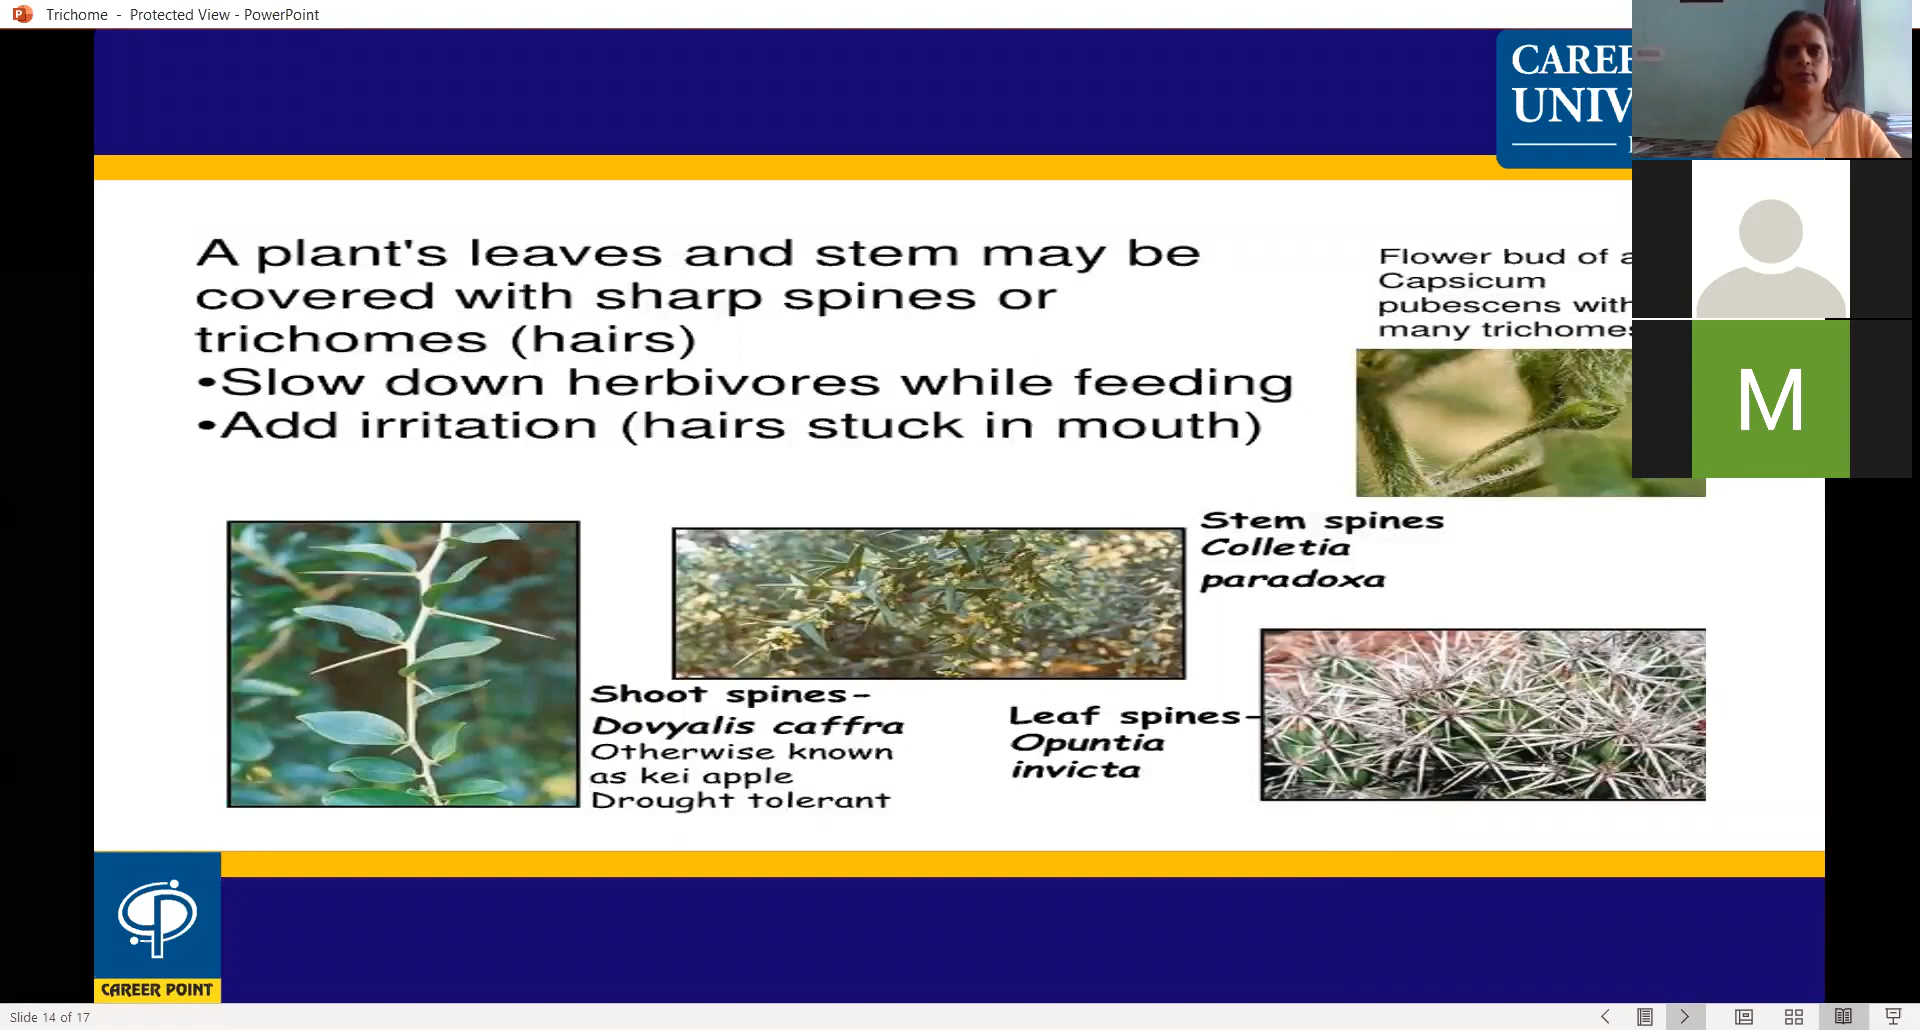 Trichome - Protected View - PowerPoint
CAREER
UNIV
A plant's leaves and stem may be
covered with sharp spines or
trichomes (hairs)
•Slow down herbivores while feeding
•Add irritation (hairs stuck in mouth)
Flower bud of a
Capsicum
pubescens with
many trichomes
M
Stem spines
Colletia
paradoxa
Shoot spines-
Dovyalis caffra
Otherwise known
as kei apple
Drought tolerant
Leaf spines-
Opuntia
invicta
CAREER POINT
Slide 14 of 17